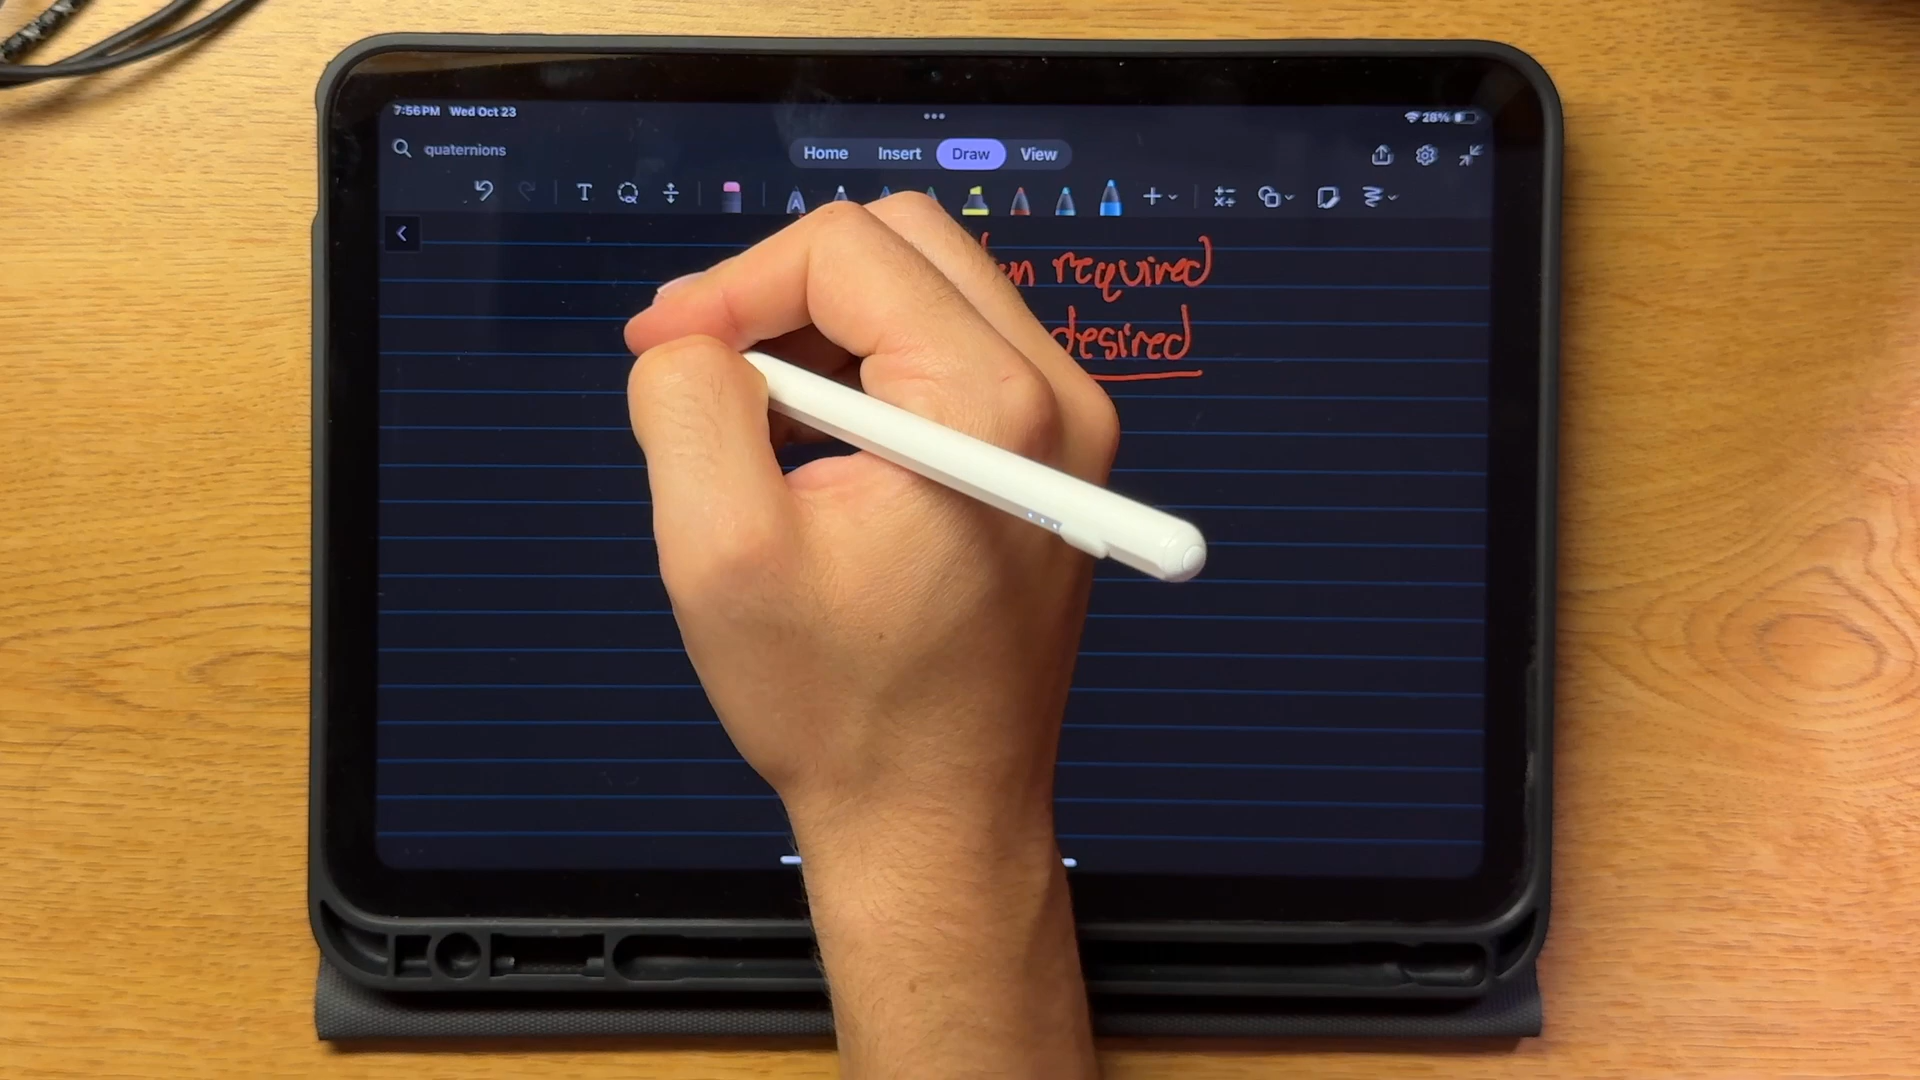 7:56 PM Wed Oct 23
28%
quaternions
Home Insert Draw View
T
A
required
desired